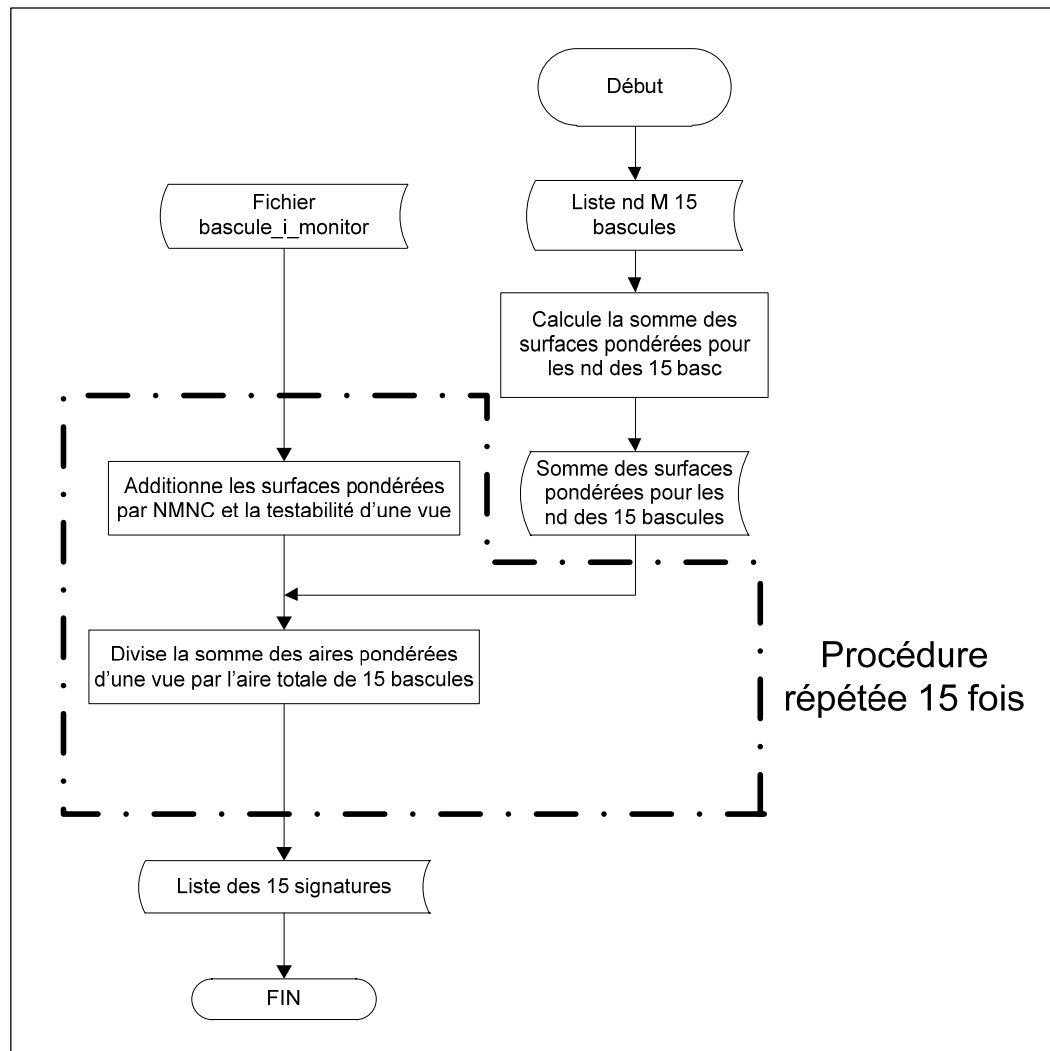 Début
Liste nd M 15
bascules
Fichier
bascule_i_monitor
Calcule la somme des
surfaces pondérées pour
les nd des 15 basc
Somme des surfaces
pondérées pour les
nd des 15 bascules
Additionne les surfaces pondérées
par NMNC et la testabilité d'une vue
Divise la somme des aires pondérées
d'une vue par l'aire totale de 15 bascules
Procédure
répétée 15 fois
Liste des 15 signatures
FIN